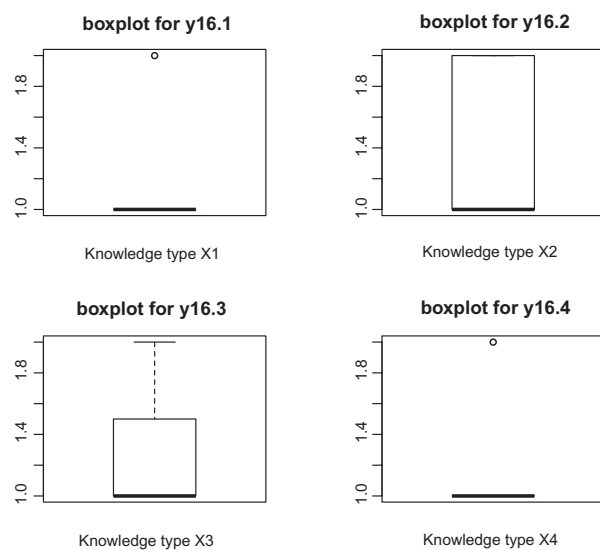 boxplot for y16.1
1.0 1.4 1.8
Knowledge type X1
boxplot for y16.2
1.0 1.4 1.8
Knowledge type X2
boxplot for y16.3
1.0 1.4 1.8
Knowledge type X3
boxplot for y16.4
1.0 1.4 1.8
Knowledge type X4